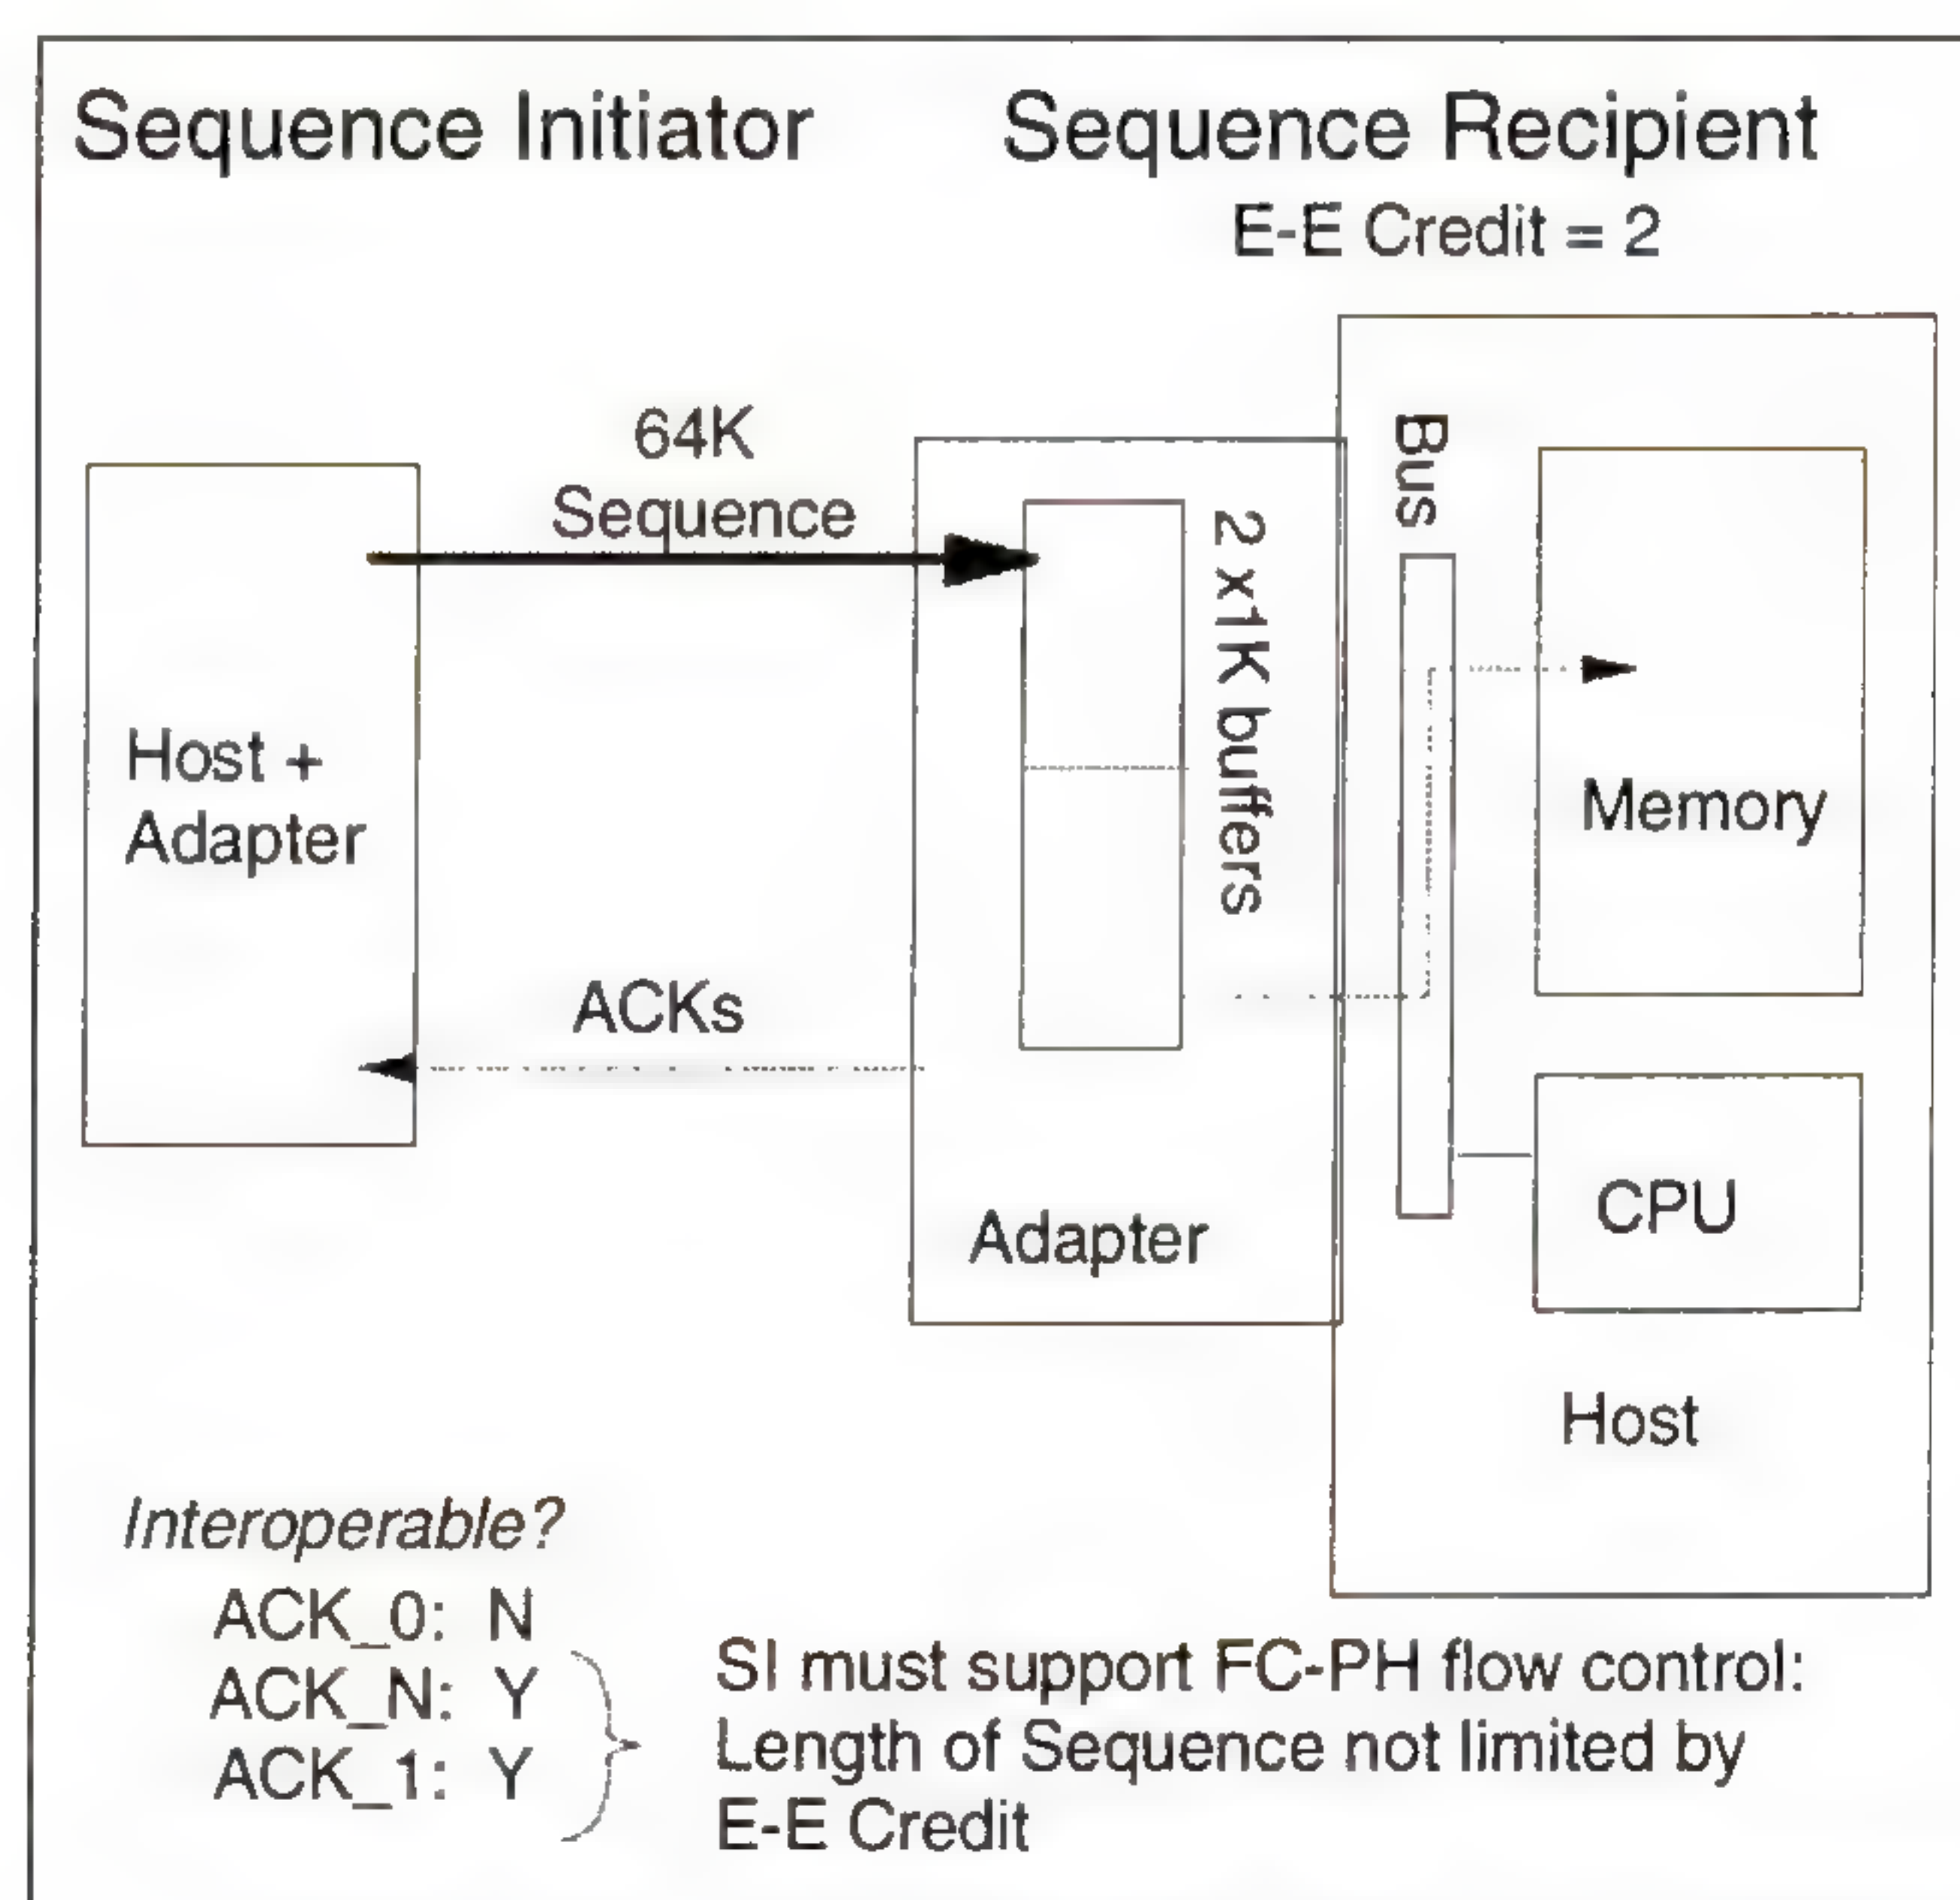 Sequence Initiator
Sequence Recipient
E-E Credit = 2
64K
Sequence
Bus
2 x1K buffers
Host +
Adapter
Memory
ACKs
Adapter
CPU
Host
Interoperable?
ACK_0: N
ACK_N: Y
ACK_1: Y
SI must support FC-PH flow control:
Length of Sequence not limited by
E-E Credit